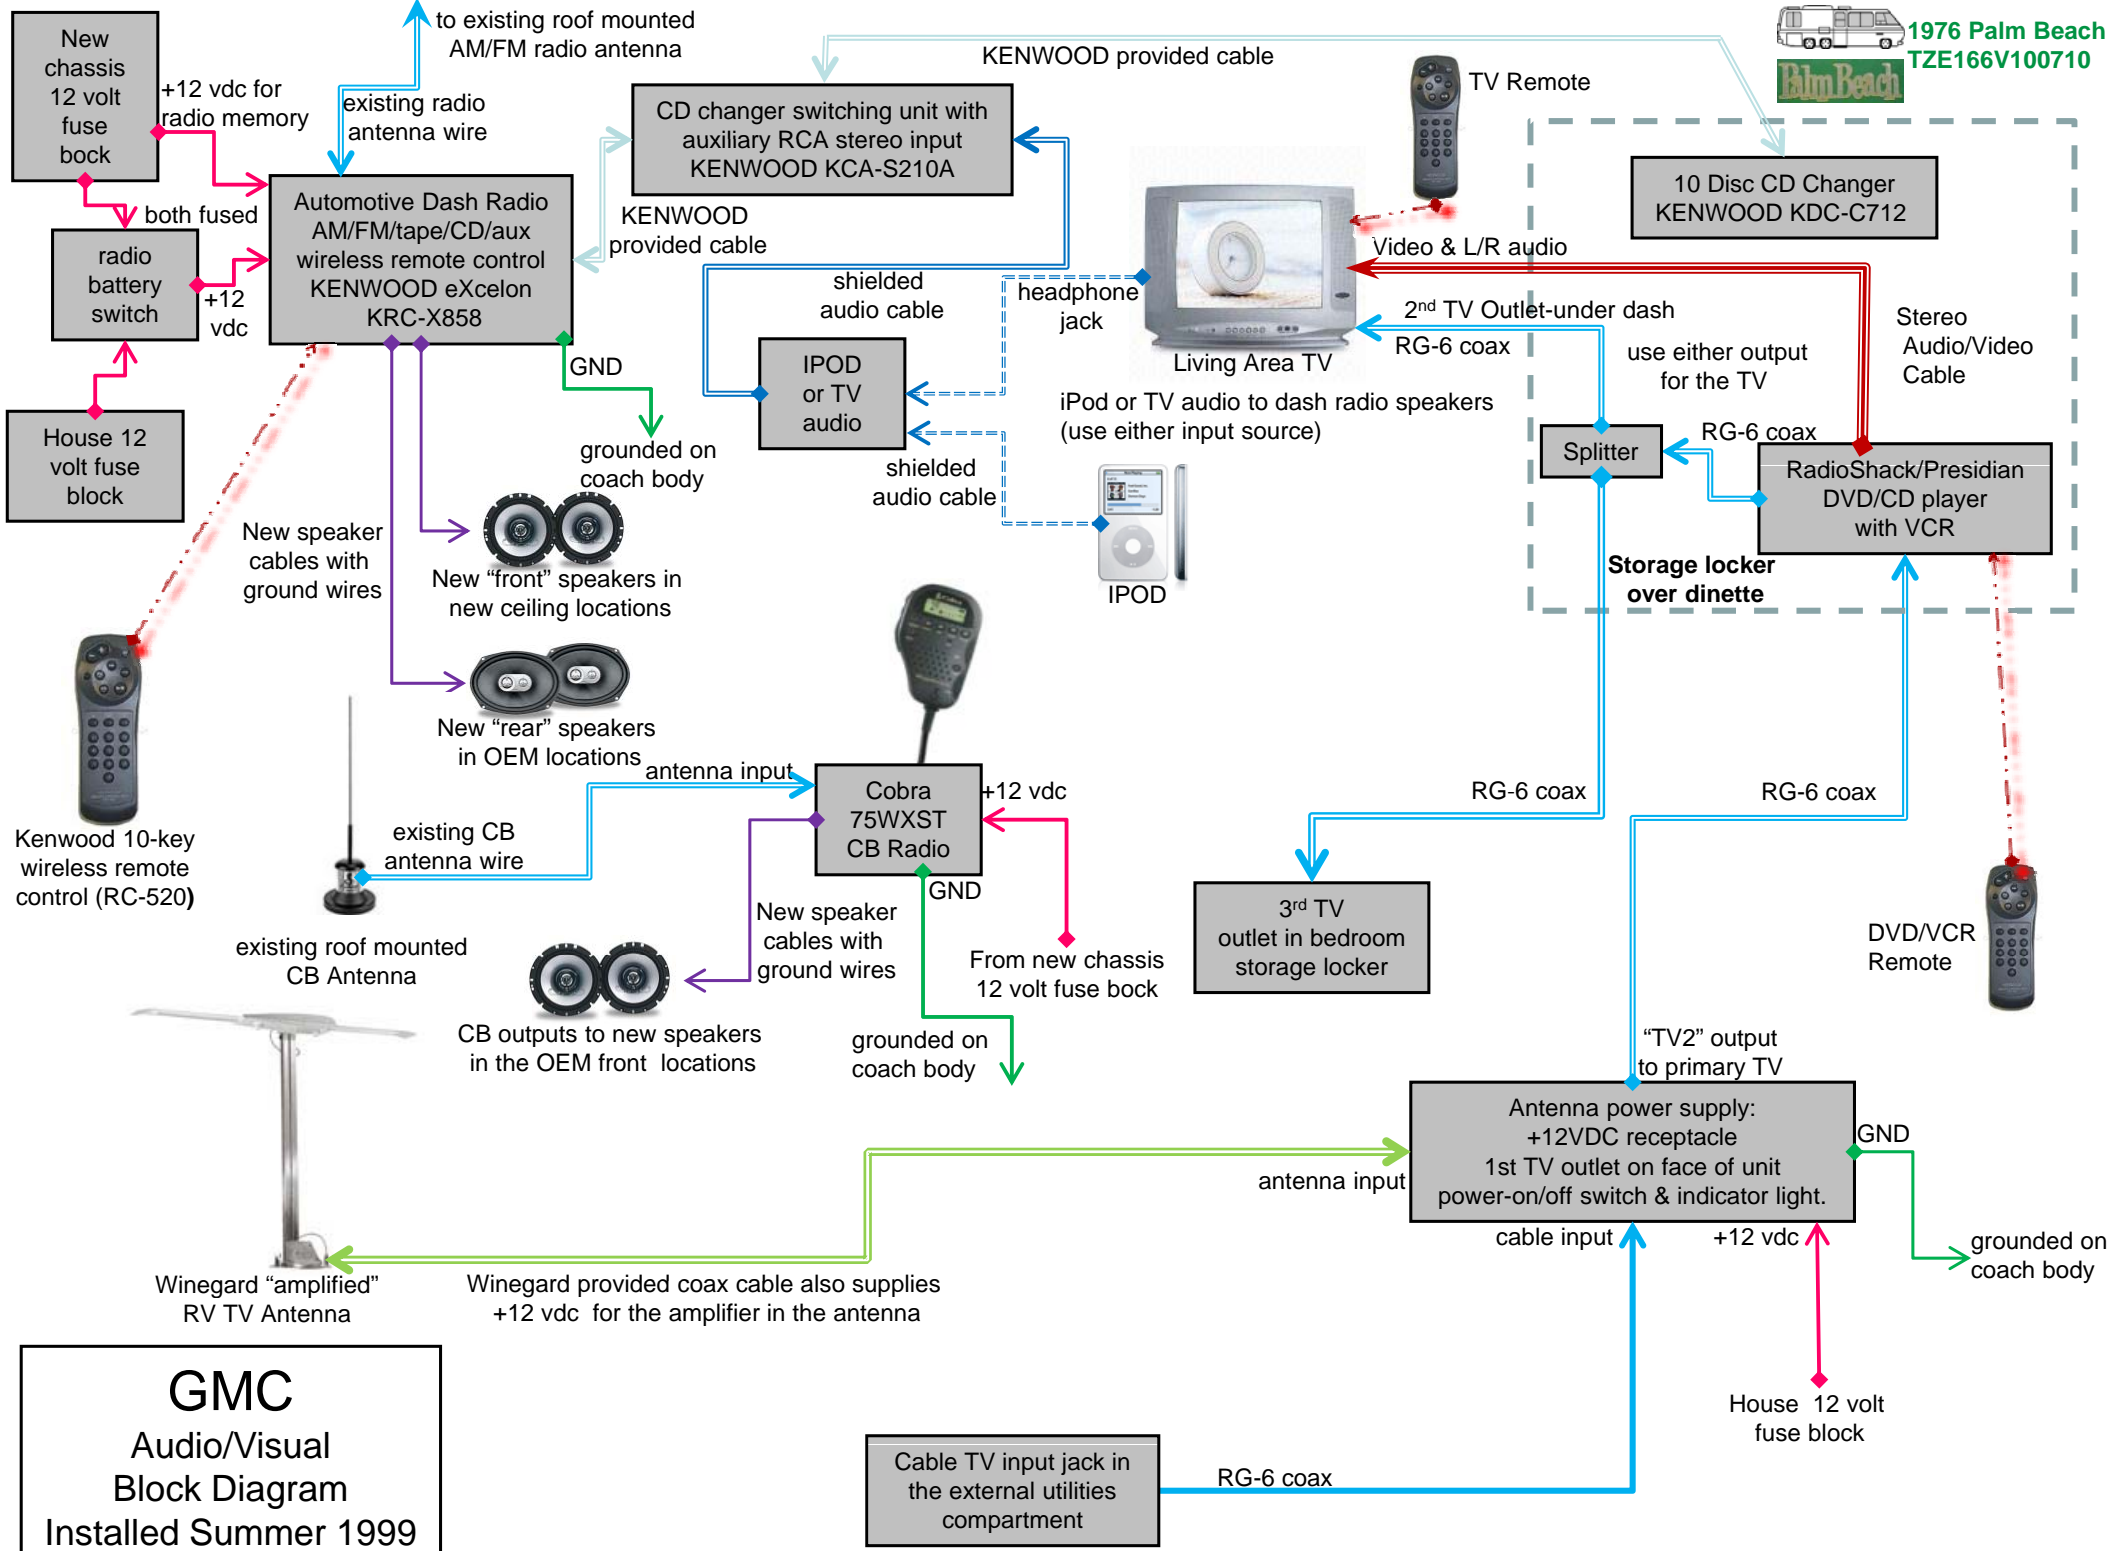 New
chassis
12 volt
fuse
bock
+12 vdc for
radio memory
both fused
radio
battery
switch
+12
vdc
House 12
volt fuse
block
to existing roof mounted
AM/FM radio antenna
existing radio
antenna wire
Automotive Dash Radio
AM/FM/tape/CD/aux
wireless remote control
KENWOOD eXcelon
KRC-X858
GND
grounded on
coach body
KENWOOD
provided cable
CD changer switching unit with
auxiliary RCA stereo input
KENWOOD KCA-S210A
KENWOOD provided cable
TV Remote
1976 Palm Beach
TZE166V100710
Palm Beach
10 Disc CD Changer
KENWOOD KDC-C712
Video & L/R audio
shielded
audio cable
headphone
jack
2nd TV Outlet-under dash
RG-6 coax
Living Area TV
Stereo
Audio/Video
Cable
use either output
for the TV
IPOD
or TV
audio
iPod or TV audio to dash radio speakers
(use either input source)
shielded
audio cable
IPOD
Splitter
RG-6 coax
RadioShack/Presidian
DVD/CD player
with VCR
Storage locker
over dinette
New speaker
cables with
ground wires
New “front” speakers in
new ceiling locations
New “rear” speakers
in OEM locations
Kenwood 10-key
wireless remote
control (RC-520)
antenna input
existing CB
antenna wire
existing roof mounted
CB Antenna
Cobra
75WXST
CB Radio
+12 vdc
GND
New speaker
cables with
ground wires
From new chassis
12 volt fuse bock
CB outputs to new speakers
in the OEM front locations
grounded on
coach body
RG-6 coax
RG-6 coax
3rd TV
outlet in bedroom
storage locker
DVD/VCR
Remote
“TV2” output
to primary TV
Antenna power supply:
+12VDC receptacle
1st TV outlet on face of unit
power-on/off switch & indicator light.
GND
grounded on
coach body
antenna input
cable input
+12 vdc
House 12 volt
fuse block
Winegard “amplified”
RV TV Antenna
Winegard provided coax cable also supplies
+12 vdc for the amplifier in the antenna
GMC
Audio/Visual
Block Diagram
Installed Summer 1999
Cable TV input jack in
the external utilities
compartment
RG-6 coax